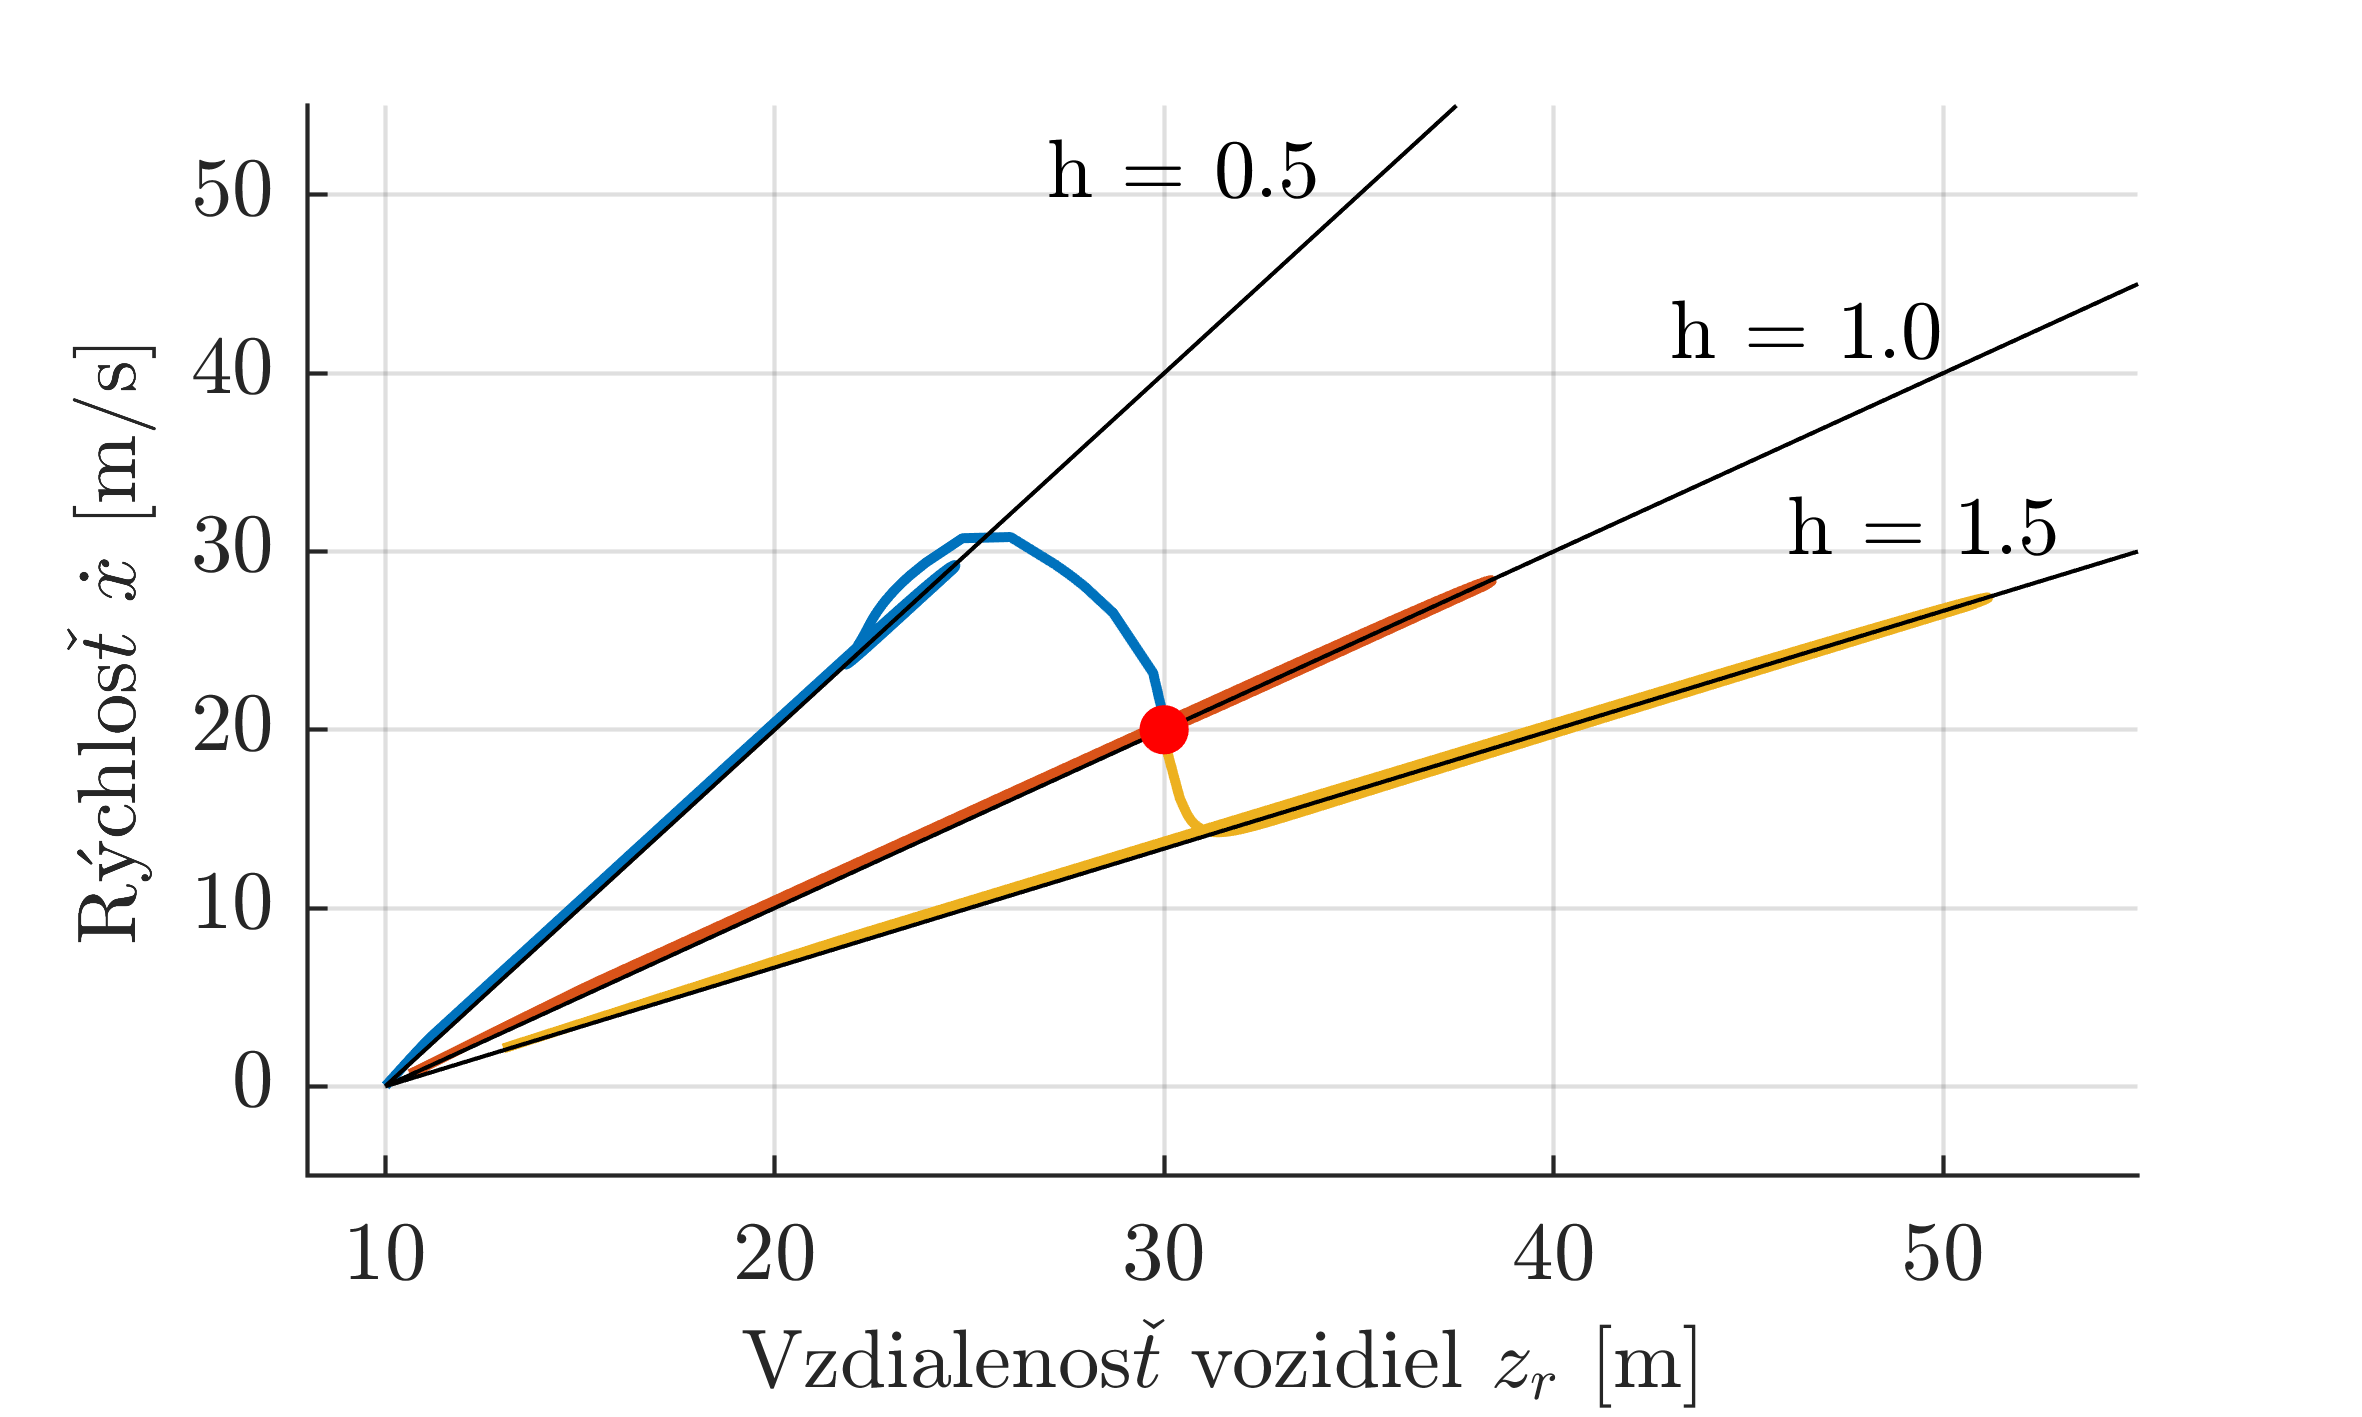 h = 0.5
h = 1.0
h = 1.5
50
40
30
20
10
0
10 20 30 40 50
Rýchlosť ẋ [m/s]
Vzdialenosť vozidiel zᵣ [m]